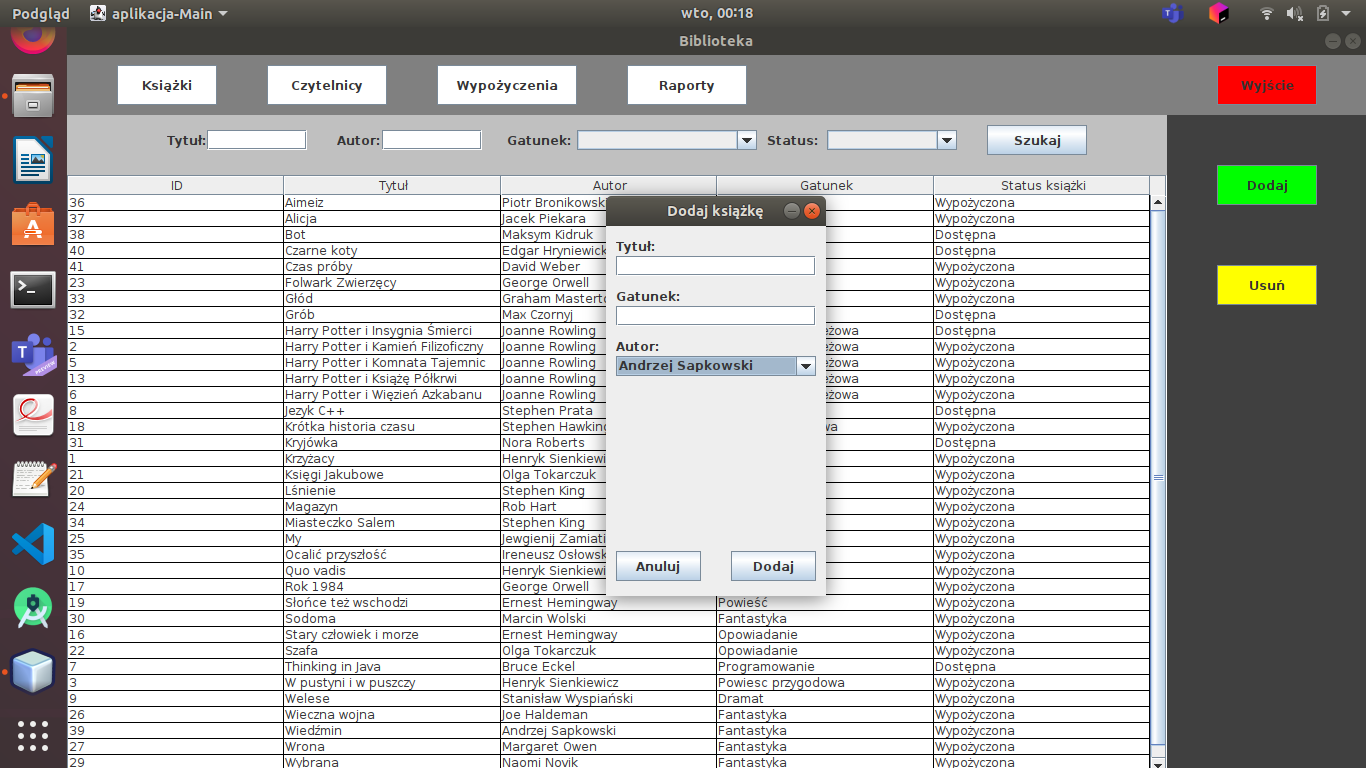 Podgląd aplikacja-Main wto, 00:18
Biblioteka
Książki Czytelnicy Wypożyczenia Raporty Wyjście
Tytuł: Autor: Gatunek: Status: Szukaj
Dodaj
Usuń
ID Tytuł Autor Gatunek Status książki
36 Aimeiz Piotr Bronikowsk Wypożyczona
37 Alicja Jacek Piekara Wypożyczona
38 Bot Maksym Kidruk Dostępna
40 Czarne koty Edgar Hryniewick Dostępna
41 Czas próby David Weber Wypożyczona
23 Folwark Zwierzęcy George Orwell Wypożyczona
33 Głód Graham Masterto Wypożyczona
32 Grób Max Czornyj Dostępna
15 Harry Potter i Insygnia Śmierci Joanne Rowling eżowa Dostępna
2 Harry Potter i Kamień Filizoficzny Joanne Rowling eżowa Wypożyczona
5 Harry Potter i Komnata Tajemnic Joanne Rowling eżowa Wypożyczona
13 Harry Potter i Książę Półkrwi Joanne Rowling eżowa Wypożyczona
6 Harry Potter i Więzień Azkabanu Joanne Rowling eżowa Wypożyczona
8 Jezyk C++ Stephen Prata Dostępna
18 Krótka historia czasu Stephen Hawking wa Wypożyczona
31 Kryjówka Nora Roberts Dostępna
1 Krzyżacy Henryk Sienkiewi Wypożyczona
21 Księgi Jakubowe Olga Tokarczuk Wypożyczona
20 Lśnienie Stephen King Wypożyczona
24 Magazyn Rob Hart Wypożyczona
34 Miasteczko Salem Stephen King Wypożyczona
25 My Jewgienij Zamiati Wypożyczona
35 Ocalić przyszłość Ireneusz Osłowsk Wypożyczona
10 Quo vadis Henryk Sienkiewi Wypożyczona
17 Rok 1984 George Orwell Wypożyczona
19 Słońce też wschodzi Ernest Hemingway Powieść Wypożyczona
30 Sodoma Marcin Wolski Fantastyka Wypożyczona
16 Stary człowiek i morze Ernest Hemingway Opowiadanie Wypożyczona
22 Szafa Olga Tokarczuk Opowiadanie Wypożyczona
7 Thinking in Java Bruce Eckel Programowanie Dostępna
3 W pustyni i w puszczy Henryk Sienkiewicz Powiesc przygodowa Wypożyczona
9 Welese Stanisław Wyspiański Dramat Wypożyczona
26 Wieczna wojna Joe Haldeman Fantastyka Wypożyczona
39 Wiedźmin Andrzej Sapkowski Fantastyka Wypożyczona
27 Wrona Margaret Owen Fantastyka Wypożyczona
29 Wybrana Naomi Novik Fantastyka Wypożyczona
Dodaj książkę
Tytuł:
Gatunek:
Autor:
Andrzej Sapkowski
Anuluj Dodaj